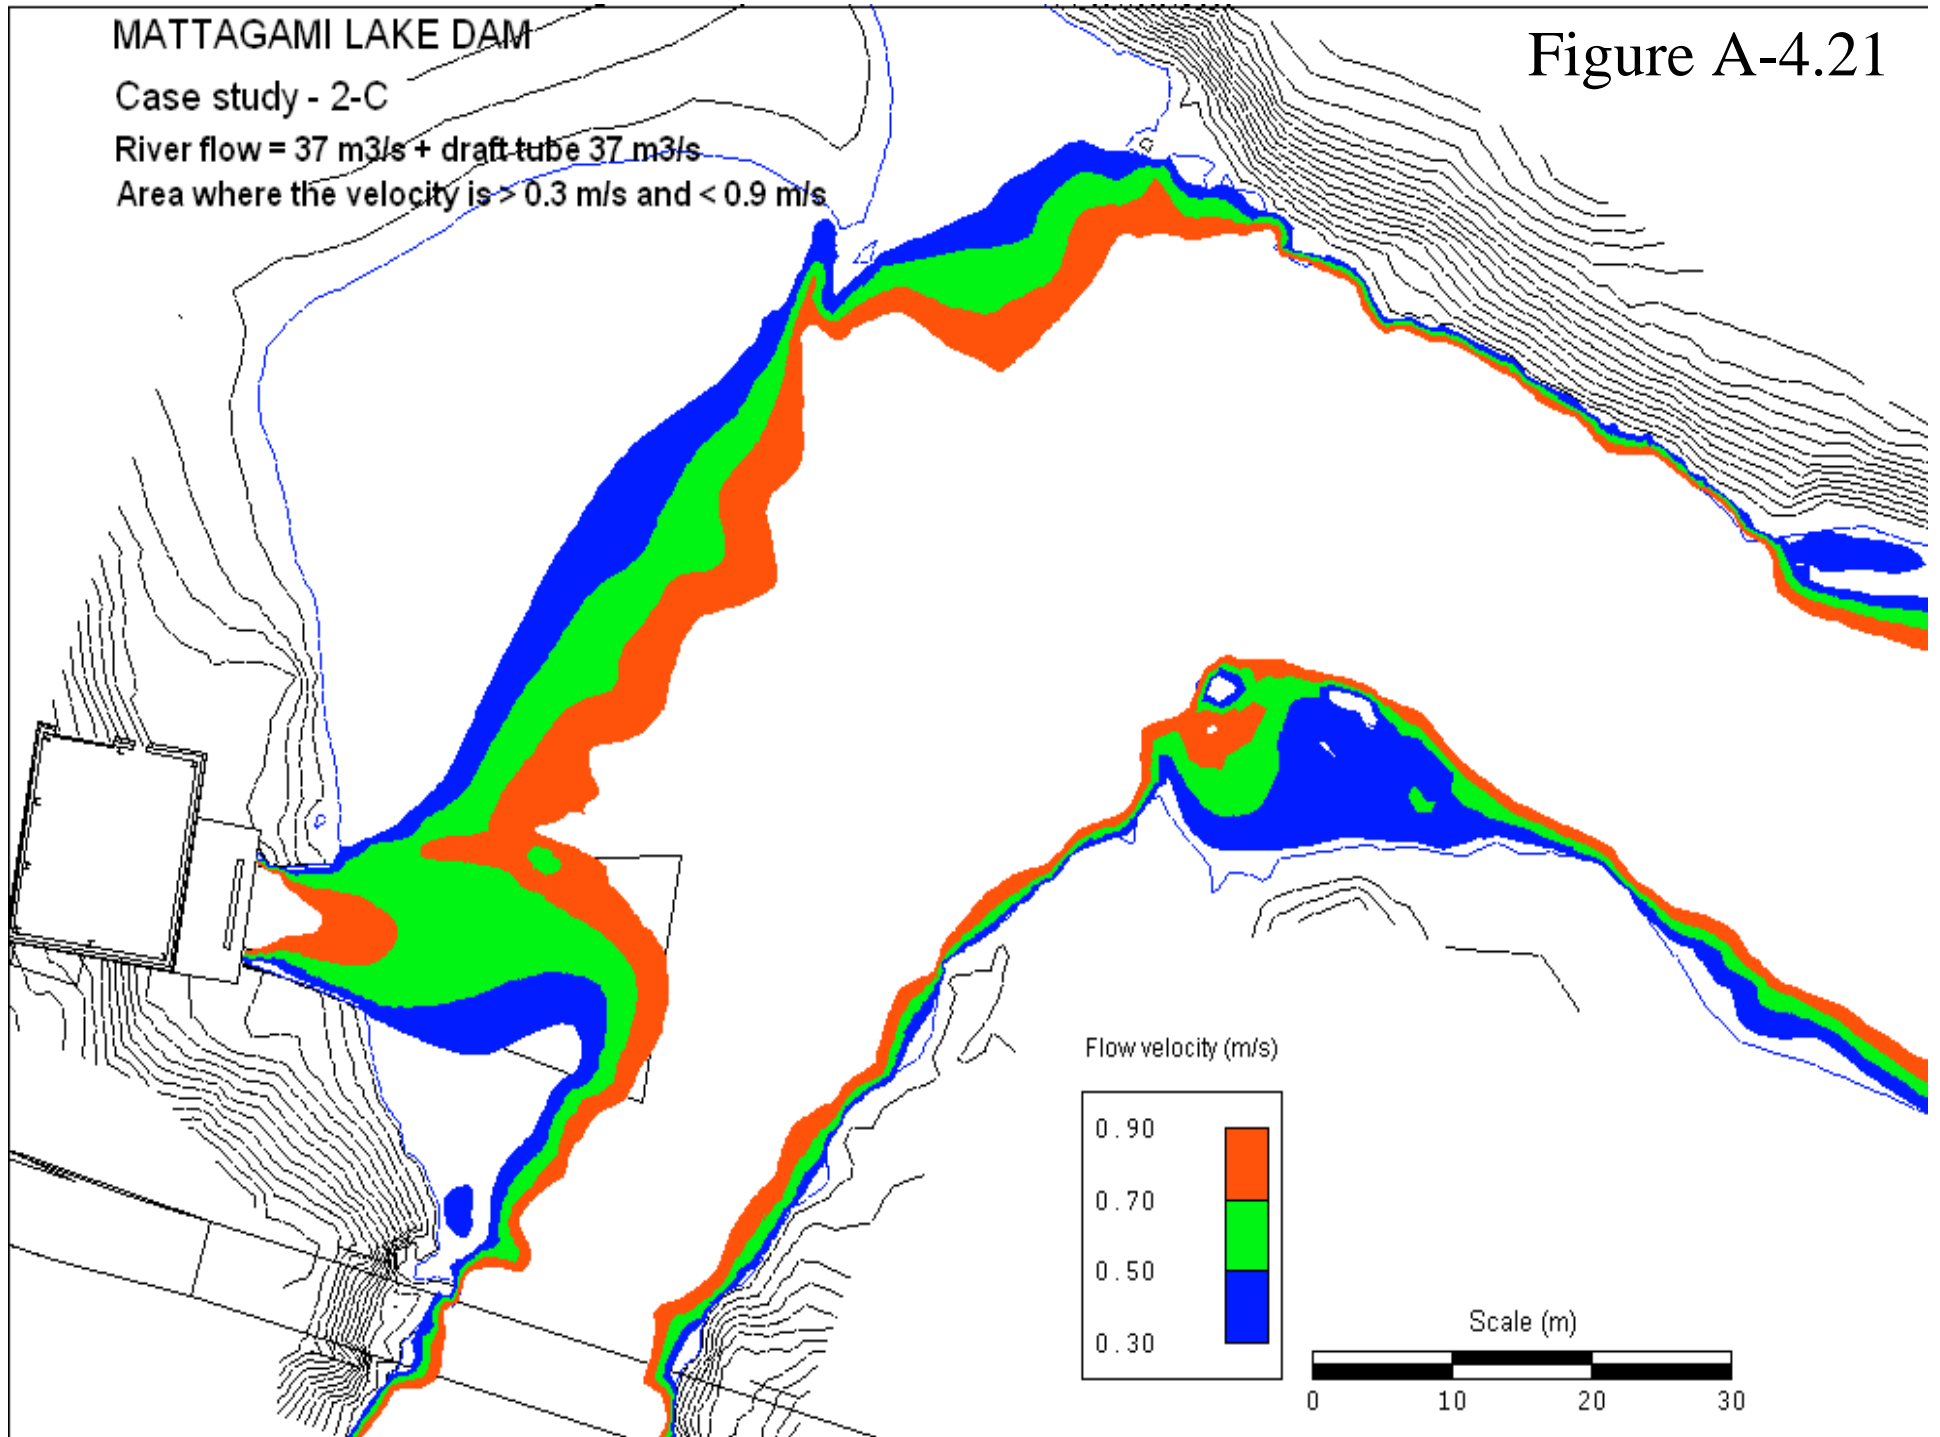 MATTAGAMI LAKE DAM
Figure A-4.21
Case study - 2-C
River flow = 37 m3/s + draft tube 37 m3/s
Area where the velocity is > 0.3 m/s and < 0.9 m/s
Flow velocity (m/s)
0.90
0.70
0.50
0.30
Scale (m)
0 10 20 30